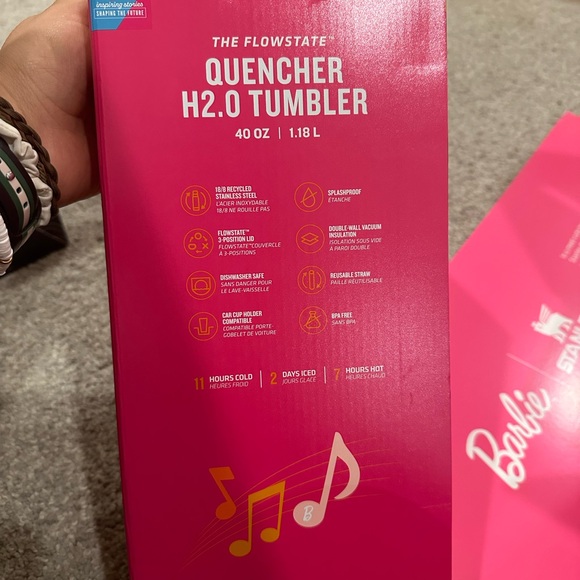 inspiring stories
SHAPING THE FUTURE
THE FLOWSTATE™
QUENCHER
H2.0 TUMBLER
40 OZ | 1.18 L
18/8 RECYCLED
STAINLESS STEEL
L'ACIER INOXYDABLE
18/8 NE ROUILLE PAS
SPLASHPROOF
ÉTANCHE
FLOWSTATE™
3-POSITION LID
FLOWSTATE™COUVERCLE
À 3-POSITIONS
DOUBLE-WALL VACUUM
INSULATION
ISOLATION SOUS VIDE
À PAROI DOUBLE
DISHWASHER SAFE
SANS DANGER POUR
LE LAVE-VAISSELLE
REUSABLE STRAW
PAILLE RÉUTILISABLE
CAR CUP HOLDER
COMPATIBLE
COMPATIBLE PORTE-
GOBELET DE VOITURE
BPA FREE
SANS BPA
11 HOURS COLD
HEURES FROID
2 DAYS ICED
JOURS GLACÉ
7 HOURS HOT
HEURES CHAUD
B
STAN
Barbie